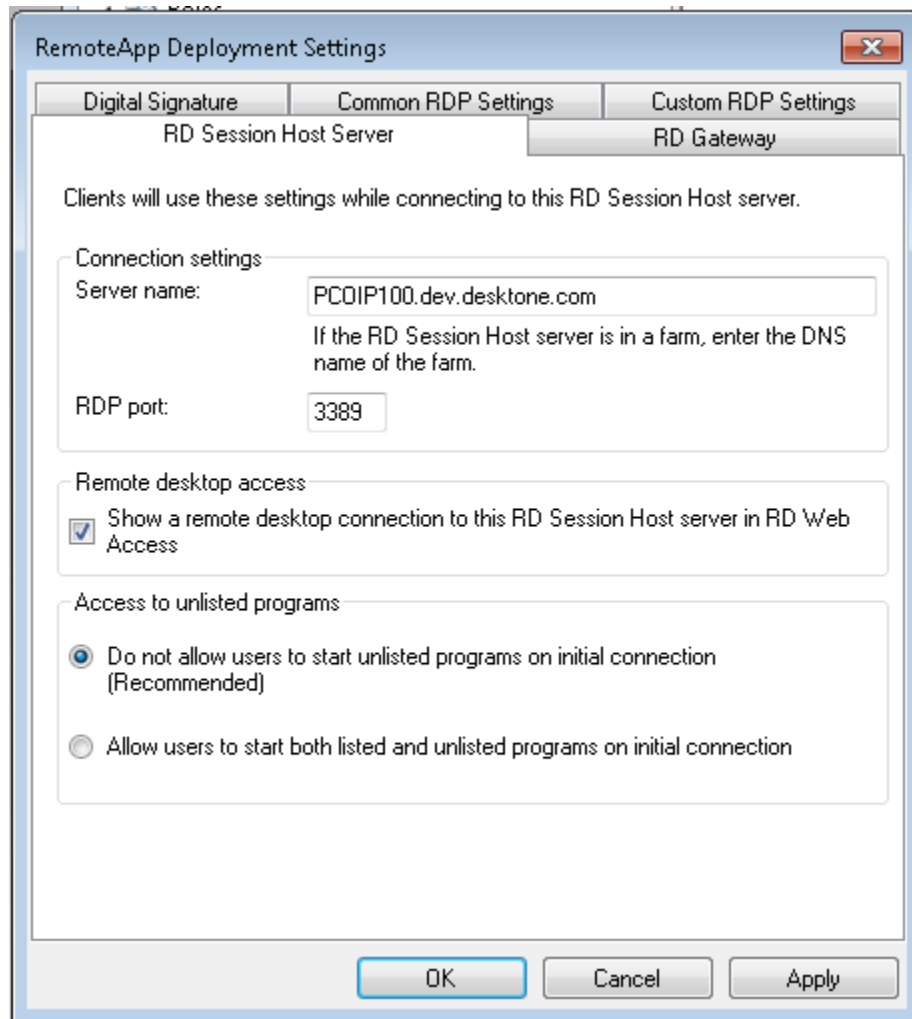 RemoteApp Deployment Settings
Digital Signature
Common RDP Settings
Custom RDP Settings
RD Session Host Server
RD Gateway
Clients will use these settings while connecting to this RD Session Host server.
Connection settings
Server name:
PCOIP100.dev.desktone.com
If the RD Session Host server is in a farm, enter the DNS
name of the farm.
RDP port:
3389
Remote desktop access
Show a remote desktop connection to this RD Session Host server in RD Web
Access
Access to unlisted programs
Do not allow users to start unlisted programs on initial connection
(Recommended)
Allow users to start both listed and unlisted programs on initial connection
OK
Cancel
Apply